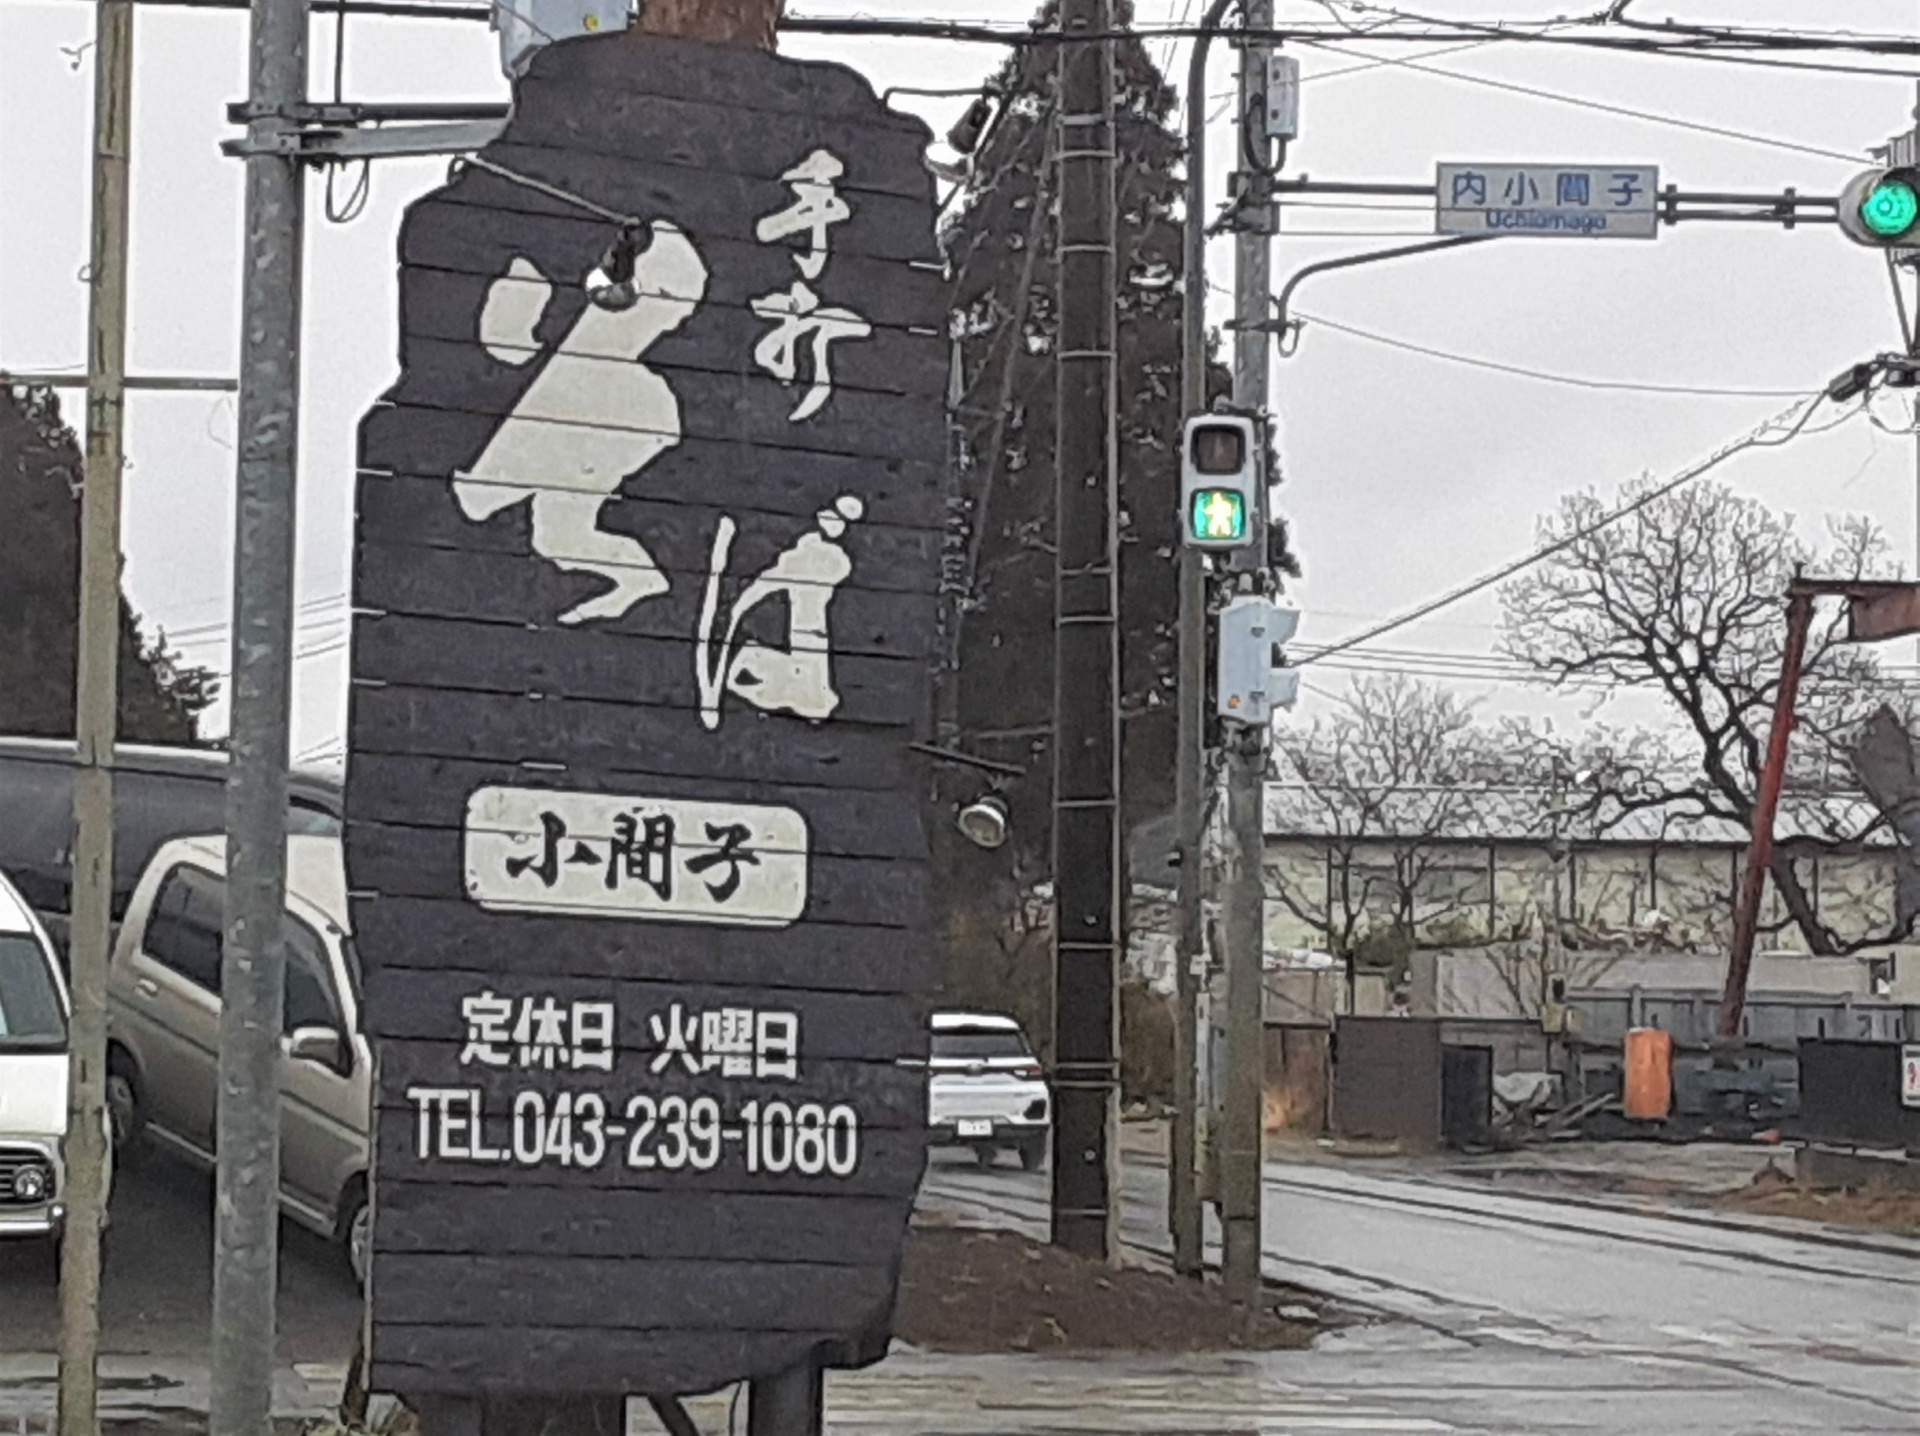 手打
そば
小間子
定休日 火曜日
TEL.043-239-1080
内小間子
Uchiomago